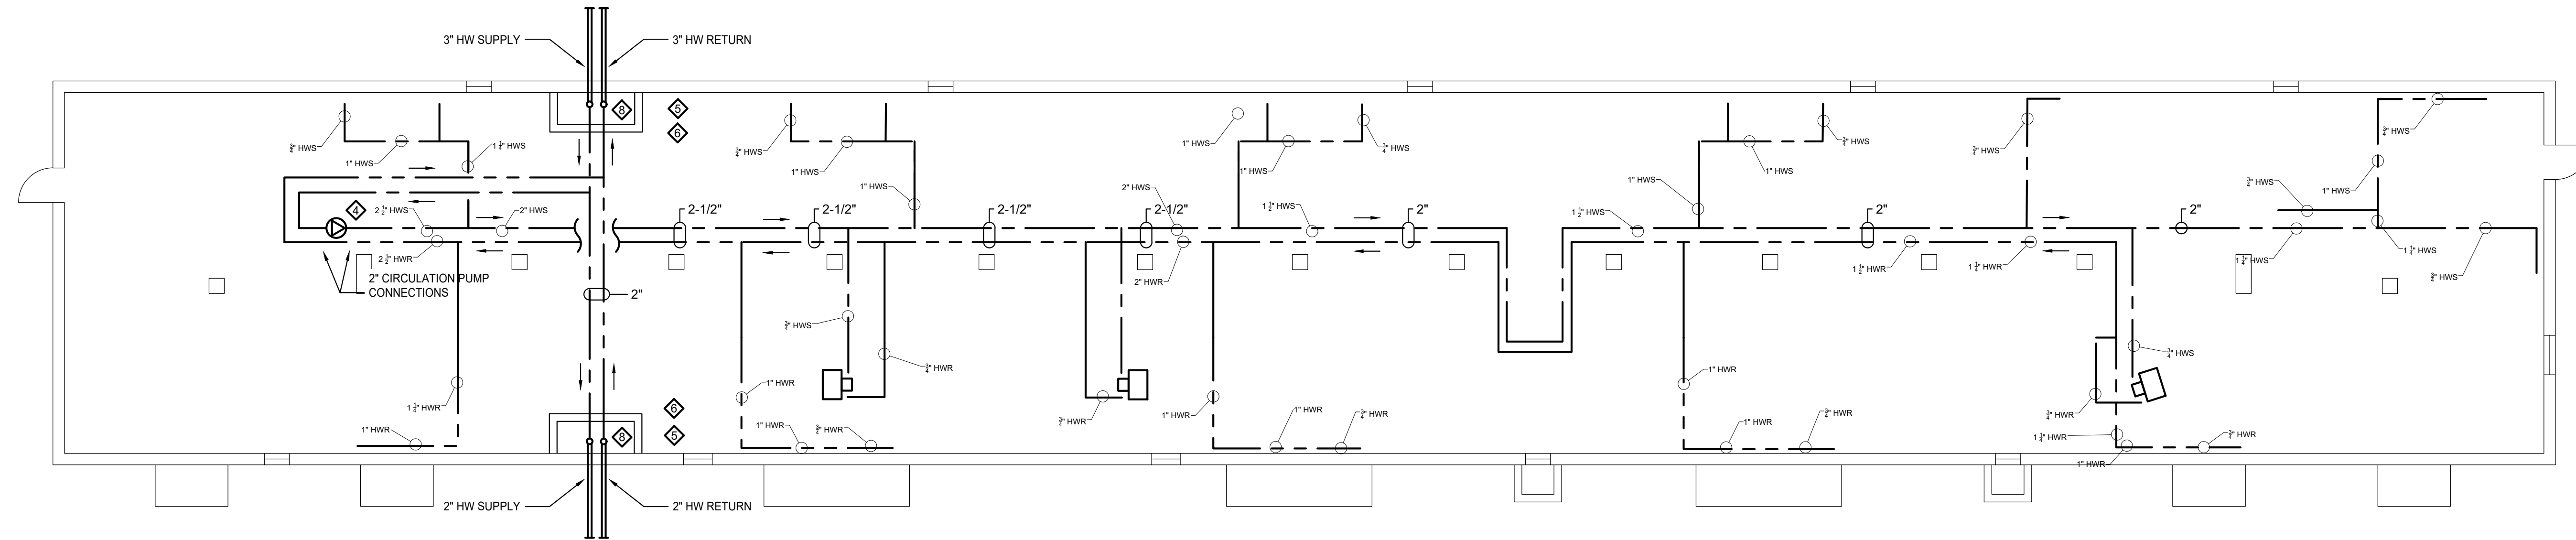 3" HW SUPPLY
3" HW RETURN
8
5
6
¾" HWS
1" HWS
1 ¼" HWS
¾" HWS
1" HWS
1" HWS
1" HWS
1" HWS
¾" HWS
1" HWS
1" HWS
¾" HWS
¾" HWS
¾" HWS
1" HWS
¾" HWS
4
2 ½" HWS
2" HWS
2-1/2"
2-1/2"
2-1/2"
2" HWS
2-1/2"
1 ½" HWS
2"
1 ½" HWS
2"
2"
1 ¼" HWS
1 ¼" HWS
¾" HWS
2 ½" HWR
2" CIRCULATION PUMP
CONNECTIONS
2"
2" HWR
1 ½" HWR
1 ¼" HWR
¾" HWS
¾" HWR
¾" HWS
1 ¼" HWR
1" HWR
1" HWR
1" HWR
¾" HWR
¾" HWR
1" HWR
1" HWR
¾" HWR
1" HWR
1" HWR
¾" HWR
¾" HWR
1 ¼" HWR
1" HWR
¾" HWR
6
8
5
2" HW SUPPLY
2" HW RETURN